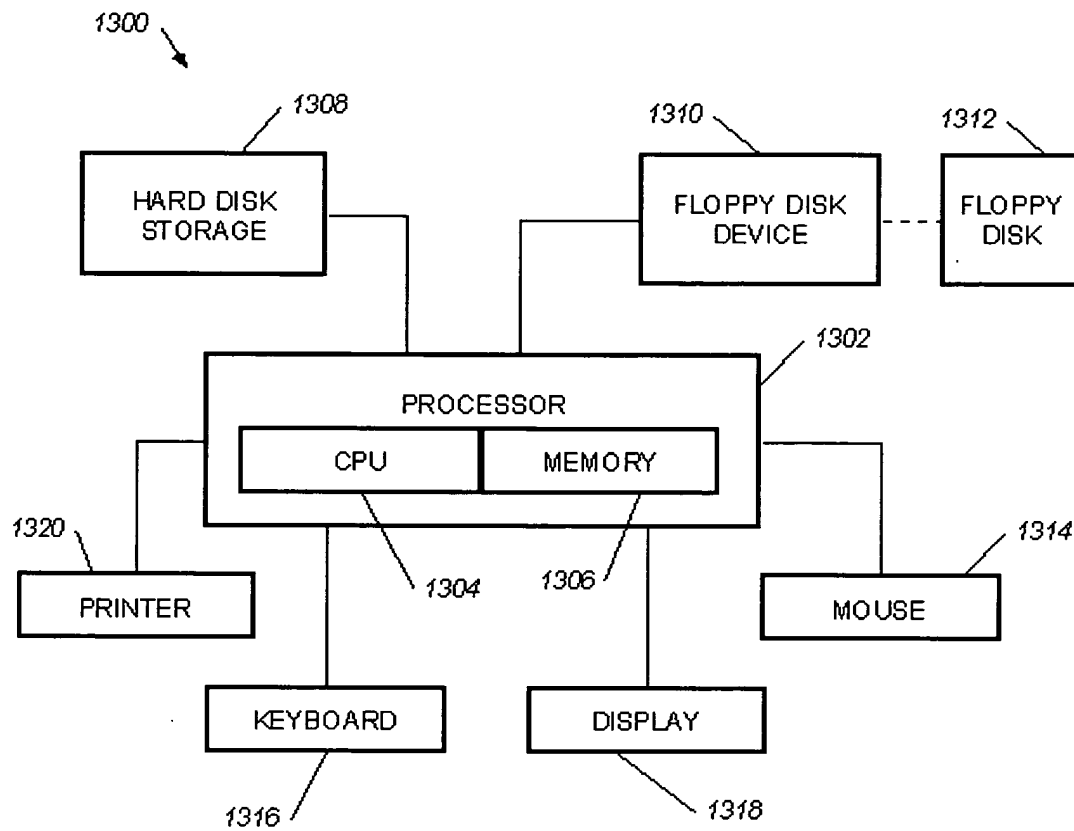 1300
1308
1310
1312
HARD DISK
STORAGE
FLOPPY DISK
DEVICE
FLOPPY
DISK
1302
PROCESSOR
CPU
MEMORY
1320
1304
1306
1314
PRINTER
MOUSE
KEYBOARD
DISPLAY
1316
1318